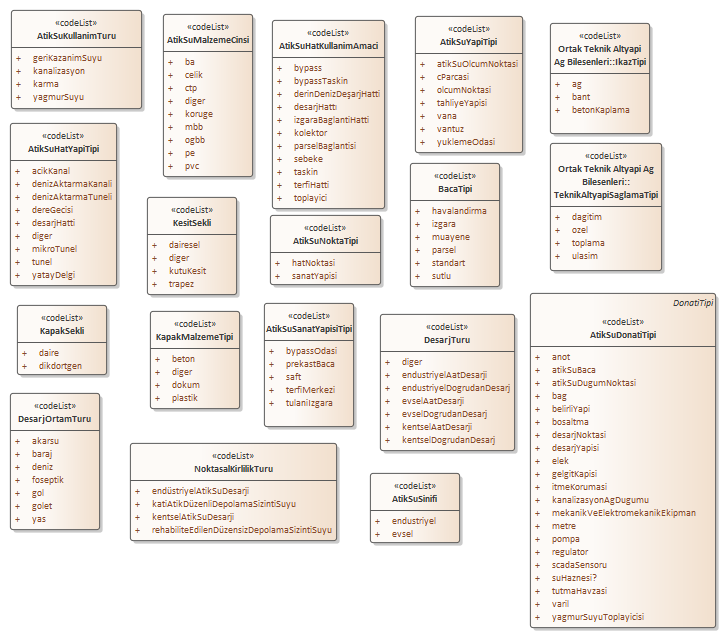 «codeList»
AtikSuKullanimTuru
+ geriKazanimSuyu
+ kanalizasyon
+ karma
+ yagmurSuyu
«codeList»
AtikSuMalzemeCinsi
+ ba
+ celik
+ ctp
+ diger
+ koruge
+ mbb
+ ogbb
+ pe
+ pvc
«codeList»
AtikSuHatKullanimAmaci
+ bypass
+ bypassTaskin
+ derinDenizDeşarjHatti
+ desarjHattı
+ izgaraBaglantiHatti
+ kolektor
+ parselBaglantisi
+ sebeke
+ taskin
+ terfiHatti
+ toplayici
«codeList»
AtikSuYapiTipi
+ atikSuOlcumNoktasi
+ cParcasi
+ olcumNoktasi
+ tahliyeYapisi
+ vana
+ vantuz
+ yuklemeOdasi
«codeList»
Ortak Teknik Altyapi
Ag Bilesenleri::IkazTipi
+ ag
+ bant
+ betonKaplama
«codeList»
AtikSuHatYapiTipi
+ acikKanal
+ denizAktarmaKanali
+ denizAktarmaTuneli
+ dereGecisi
+ desarjHatti
+ diger
+ mikroTunel
+ tunel
+ yatayDelgi
«codeList»
KesitSekli
+ dairesel
+ diger
+ kutuKesit
+ trapez
«codeList»
AtikSuNoktaTipi
+ hatNoktasi
+ sanatYapisi
«codeList»
BacaTipi
+ havalandirma
+ izgara
+ muayene
+ parsel
+ standart
+ sutlu
«codeList»
Ortak Teknik Altyapi Ag
Bilesenleri::
TeknikAltyapiSaglamaTipi
+ dagitim
+ ozel
+ toplama
+ ulasim
«codeList»
KapakSekli
+ daire
+ dikdortgen
«codeList»
KapakMalzemeTipi
+ beton
+ diger
+ dokum
+ plastik
«codeList»
AtikSuSanatYapisiTipi
+ bypassOdasi
+ prekastBaca
+ saft
+ terfiMerkezi
+ tulaniIzgara
«codeList»
DesarjTuru
+ diger
+ endustriyelAatDesarji
+ endustriyelDogrudanDesarj
+ evselAatDesarji
+ evselDogrudanDesarj
+ kentselAatDesarji
+ kentselDogrudanDesarj
DonatiTipi
«codeList»
AtikSuDonatiTipi
+ anot
+ atikSuBaca
+ atikSuDugumNoktasi
+ bag
+ belirliYapi
+ bosaltma
+ desarjNoktasi
+ desarjYapisi
+ elek
+ gelgitKapisi
+ itmeKorumasi
+ kanalizasyonAgDugumu
+ mekanikVeElektromekanikEkipman
+ metre
+ pompa
+ regulator
+ scadaSensoru
+ suHaznesi?
+ tutmaHavzasi
+ varil
+ yagmurSuyuToplayicisi
«codeList»
DesarjOrtamTuru
+ akarsu
+ baraj
+ deniz
+ foseptik
+ gol
+ golet
+ yas
«codeList»
NoktasalKirlilikTuru
+ endüstriyelAtikSuDesarji
+ katiAtikDüzenliDepolamaSizintiSuyu
+ kentselAtikSuDesarji
+ rehabiliteEdilenDüzensizDepolamaSizintiSuyu
«codeList»
AtikSuSinifi
+ endustriyel
+ evsel